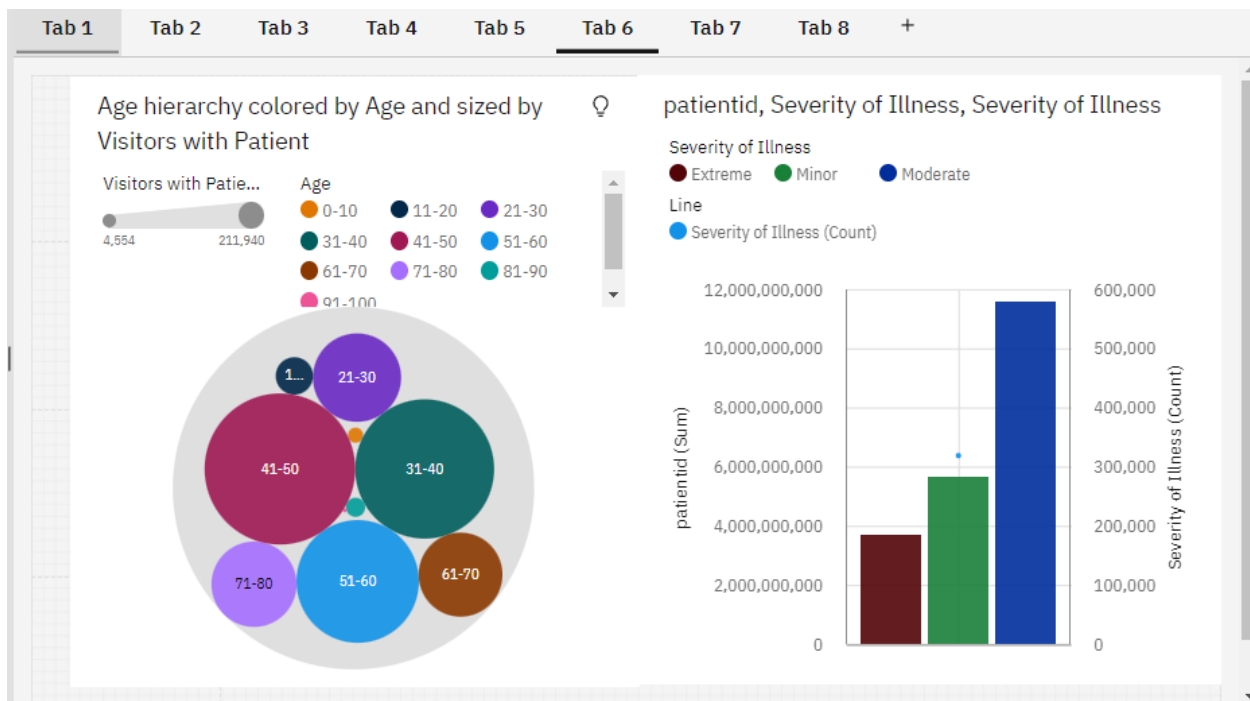 Tab 1 Tab 2 Tab 3 Tab 4 Tab 5 Tab 6 Tab 7 Tab 8 +
Age hierarchy colored by Age and sized by
Visitors with Patient
Visitors with Patie...
4,554 211,940
Age
0-10 11-20 21-30
31-40 41-50 51-60
61-70 71-80 81-90
91-100
1...
21-30
41-50
31-40
71-80
51-60
61-70
patientid, Severity of Illness, Severity of Illness
Severity of Illness
Extreme Minor Moderate
Line
Severity of Illness (Count)
patientid (Sum)
12,000,000,000
10,000,000,000
8,000,000,000
6,000,000,000
4,000,000,000
2,000,000,000
0
600,000
500,000
400,000
300,000
200,000
100,000
0
Severity of Illness (Count)